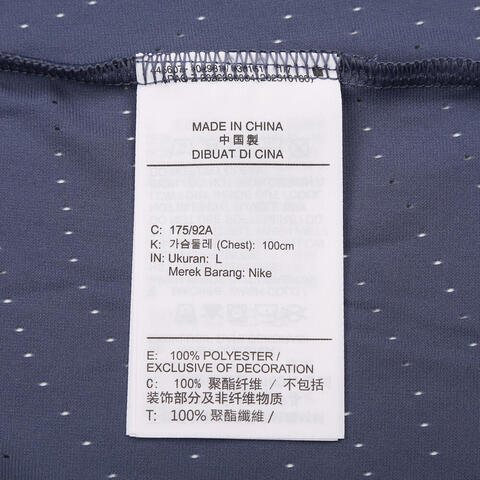 MADE IN CHINA
中国製
DIBUAT DI CINA
C: 175/92A
K: 가슴둘레 (Chest): 100cm
IN: Ukuran: L
Merek Barang: Nike
E: 100% POLYESTER /
EXCLUSIVE OF DECORATION
C: 100% 聚酯纤维 / 不包括
装饰部分及非纤维物质
T: 100% 聚酯纖維 /